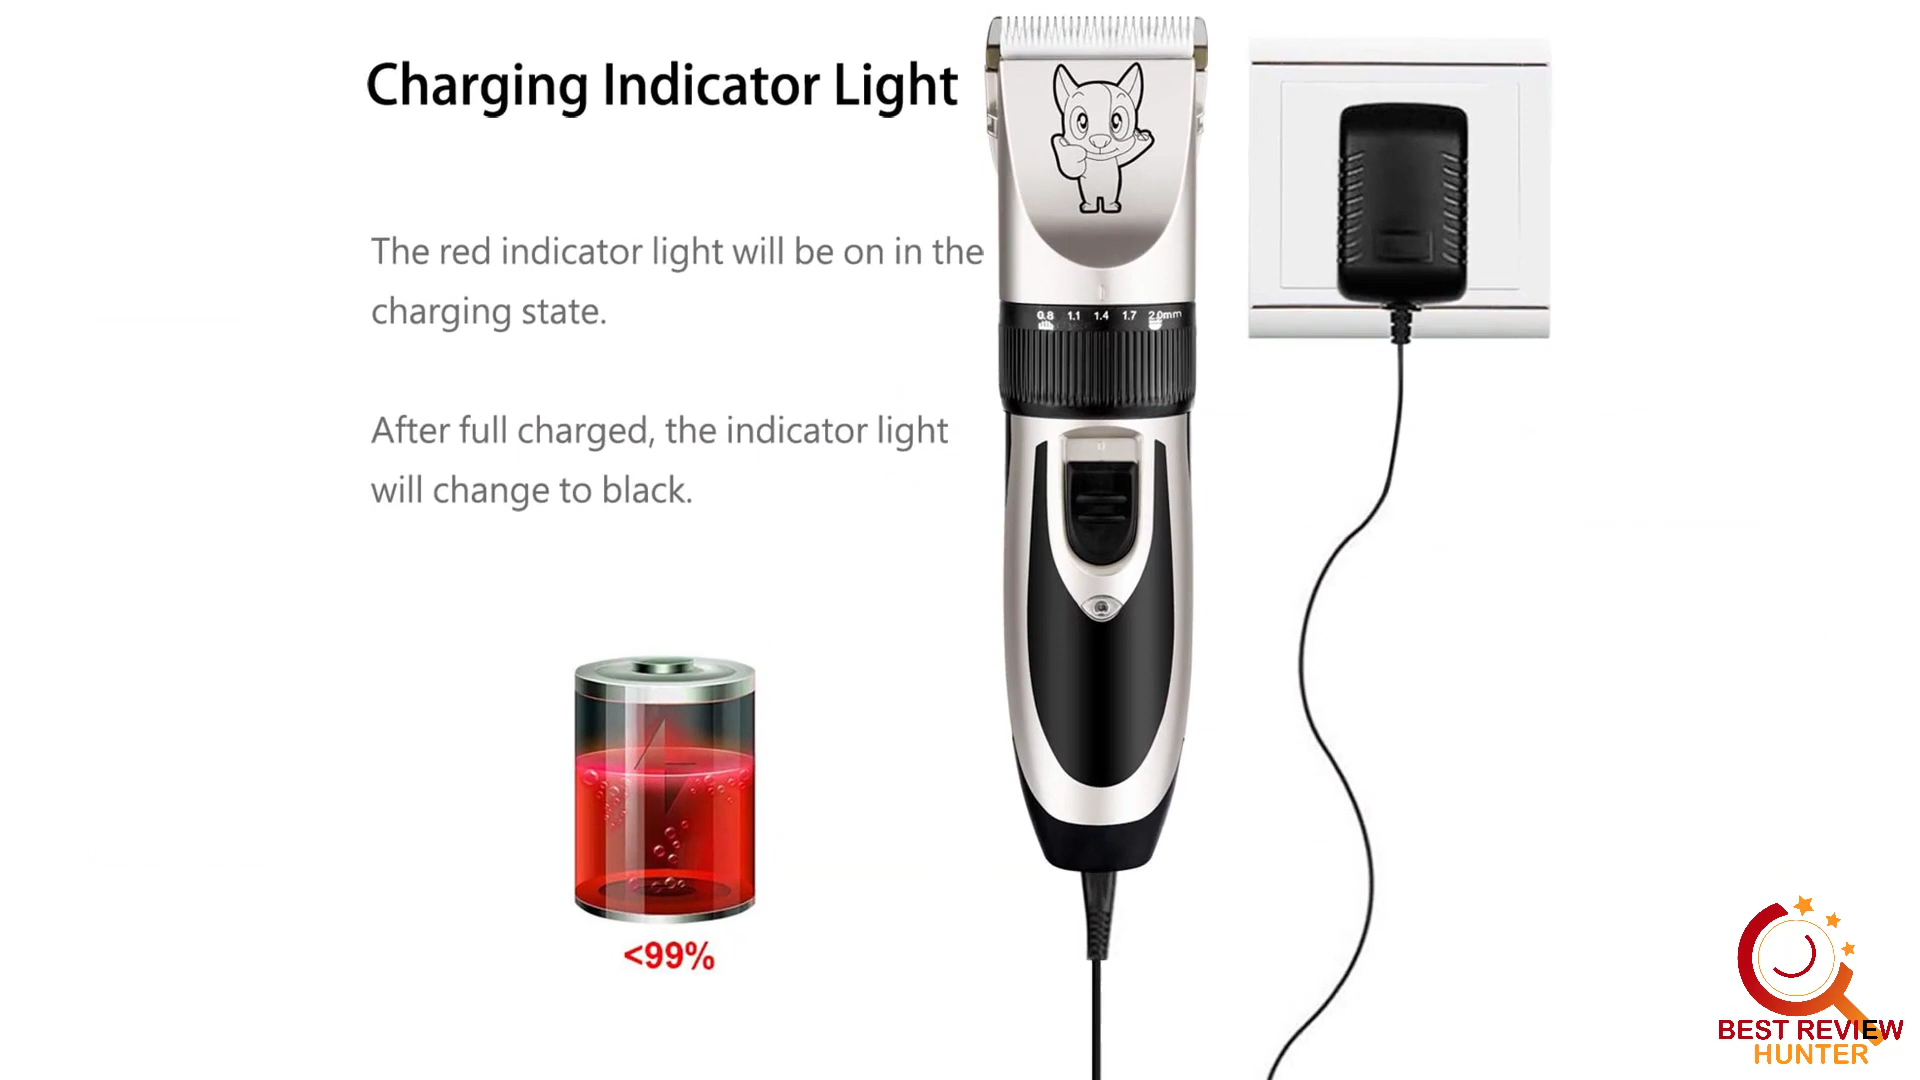 Charging Indicator Light
The red indicator light will be on in the
charging state.
After full charged, the indicator light
will change to black.
0.8 1.1 1.4 1.7 2.0mm
<99%
BEST REVIEW
HUNTER